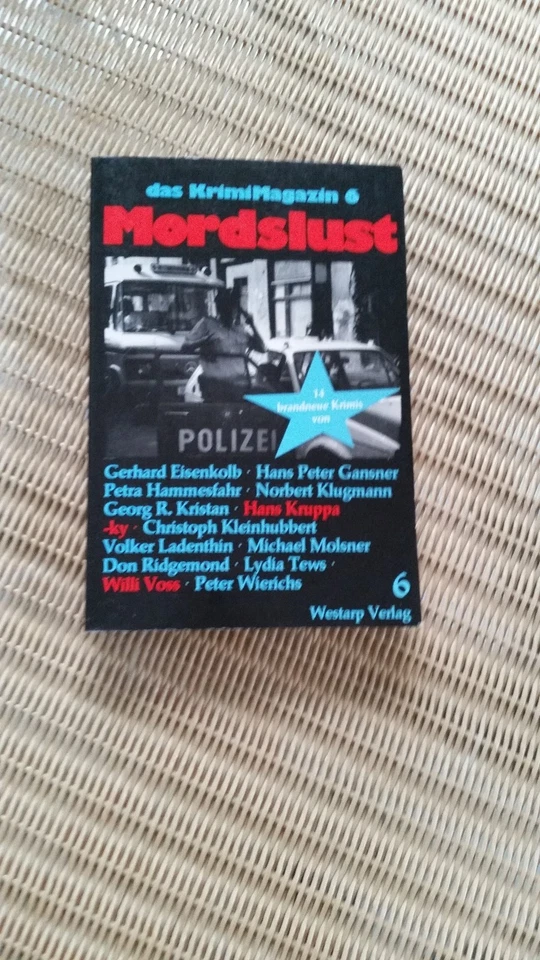 das KrimiMagazin 6
Mordslust
14
brandneue Krimis
von
POLIZEI
Gerhard Eisenkolb · Hans Peter Gansner
Petra Hammesfahr · Norbert Klugmann
Georg R. Kristan · Hans Kruppa
-ky · Christoph Kleinhubbert
Volker Ladenthin · Michael Molsner
Don Ridgemond · Lydia Tews ·
Willi Voss · Peter Wierichs
6
Westarp Verlag